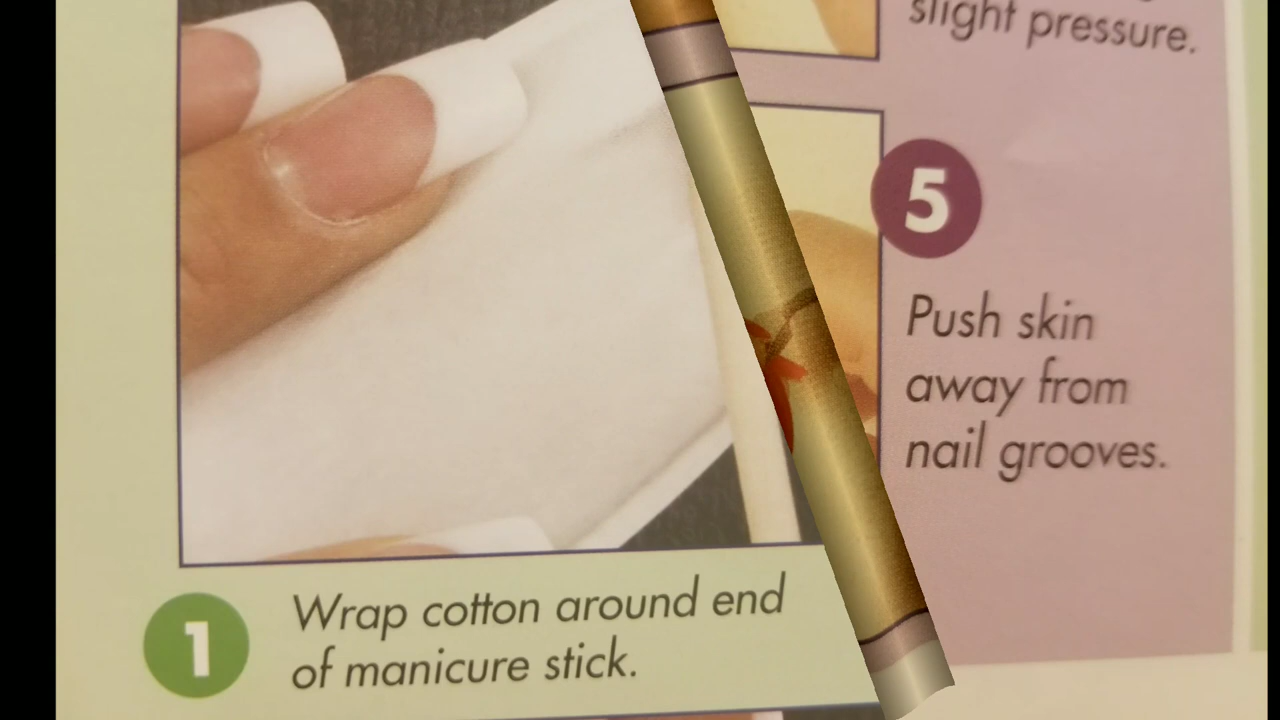 1
Wrap cotton around end
of manicure stick.
slight pressure.
5
Push skin
away from
nail grooves.